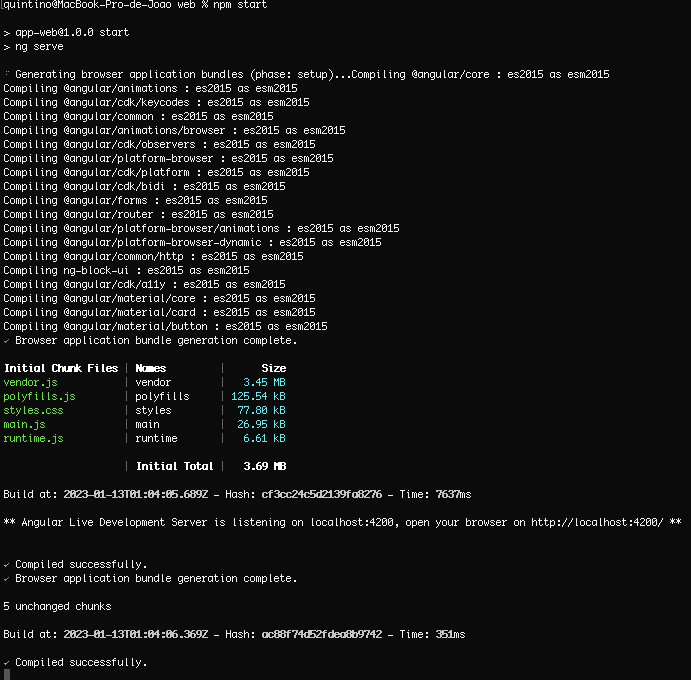 quintino@MacBook-Pro-de-Joao web % npm start
> app-web@1.0.0 start
> ng serve
⠋ Generating browser application bundles (phase: setup)...Compiling @angular/core : es2015 as esm2015
Compiling @angular/animations : es2015 as esm2015
Compiling @angular/cdk/keycodes : es2015 as esm2015
Compiling @angular/common : es2015 as esm2015
Compiling @angular/animations/browser : es2015 as esm2015
Compiling @angular/cdk/observers : es2015 as esm2015
Compiling @angular/platform-browser : es2015 as esm2015
Compiling @angular/cdk/platform : es2015 as esm2015
Compiling @angular/cdk/bidi : es2015 as esm2015
Compiling @angular/forms : es2015 as esm2015
Compiling @angular/router : es2015 as esm2015
Compiling @angular/platform-browser/animations : es2015 as esm2015
Compiling @angular/platform-browser-dynamic : es2015 as esm2015
Compiling @angular/common/http : es2015 as esm2015
Compiling ng-block-ui : es2015 as esm2015
Compiling @angular/cdk/a11y : es2015 as esm2015
Compiling @angular/material/core : es2015 as esm2015
Compiling @angular/material/card : es2015 as esm2015
Compiling @angular/material/button : es2015 as esm2015
✓ Browser application bundle generation complete.
Initial Chunk Files | Names | Size
vendor.js | vendor | 3.45 MB
polyfills.js | polyfills | 125.54 kB
styles.css | styles | 77.80 kB
main.js | main | 26.95 kB
runtime.js | runtime | 6.61 kB
| Initial Total | 3.69 MB
Build at: 2023-01-13T01:04:05.689Z - Hash: cf3cc24c5d2139fa8276 - Time: 7637ms
** Angular Live Development Server is listening on localhost:4200, open your browser on http://localhost:4200/ **
✓ Compiled successfully.
✓ Browser application bundle generation complete.
5 unchanged chunks
Build at: 2023-01-13T01:04:06.369Z - Hash: ac88f74d52fdea8b9742 - Time: 351ms
✓ Compiled successfully.